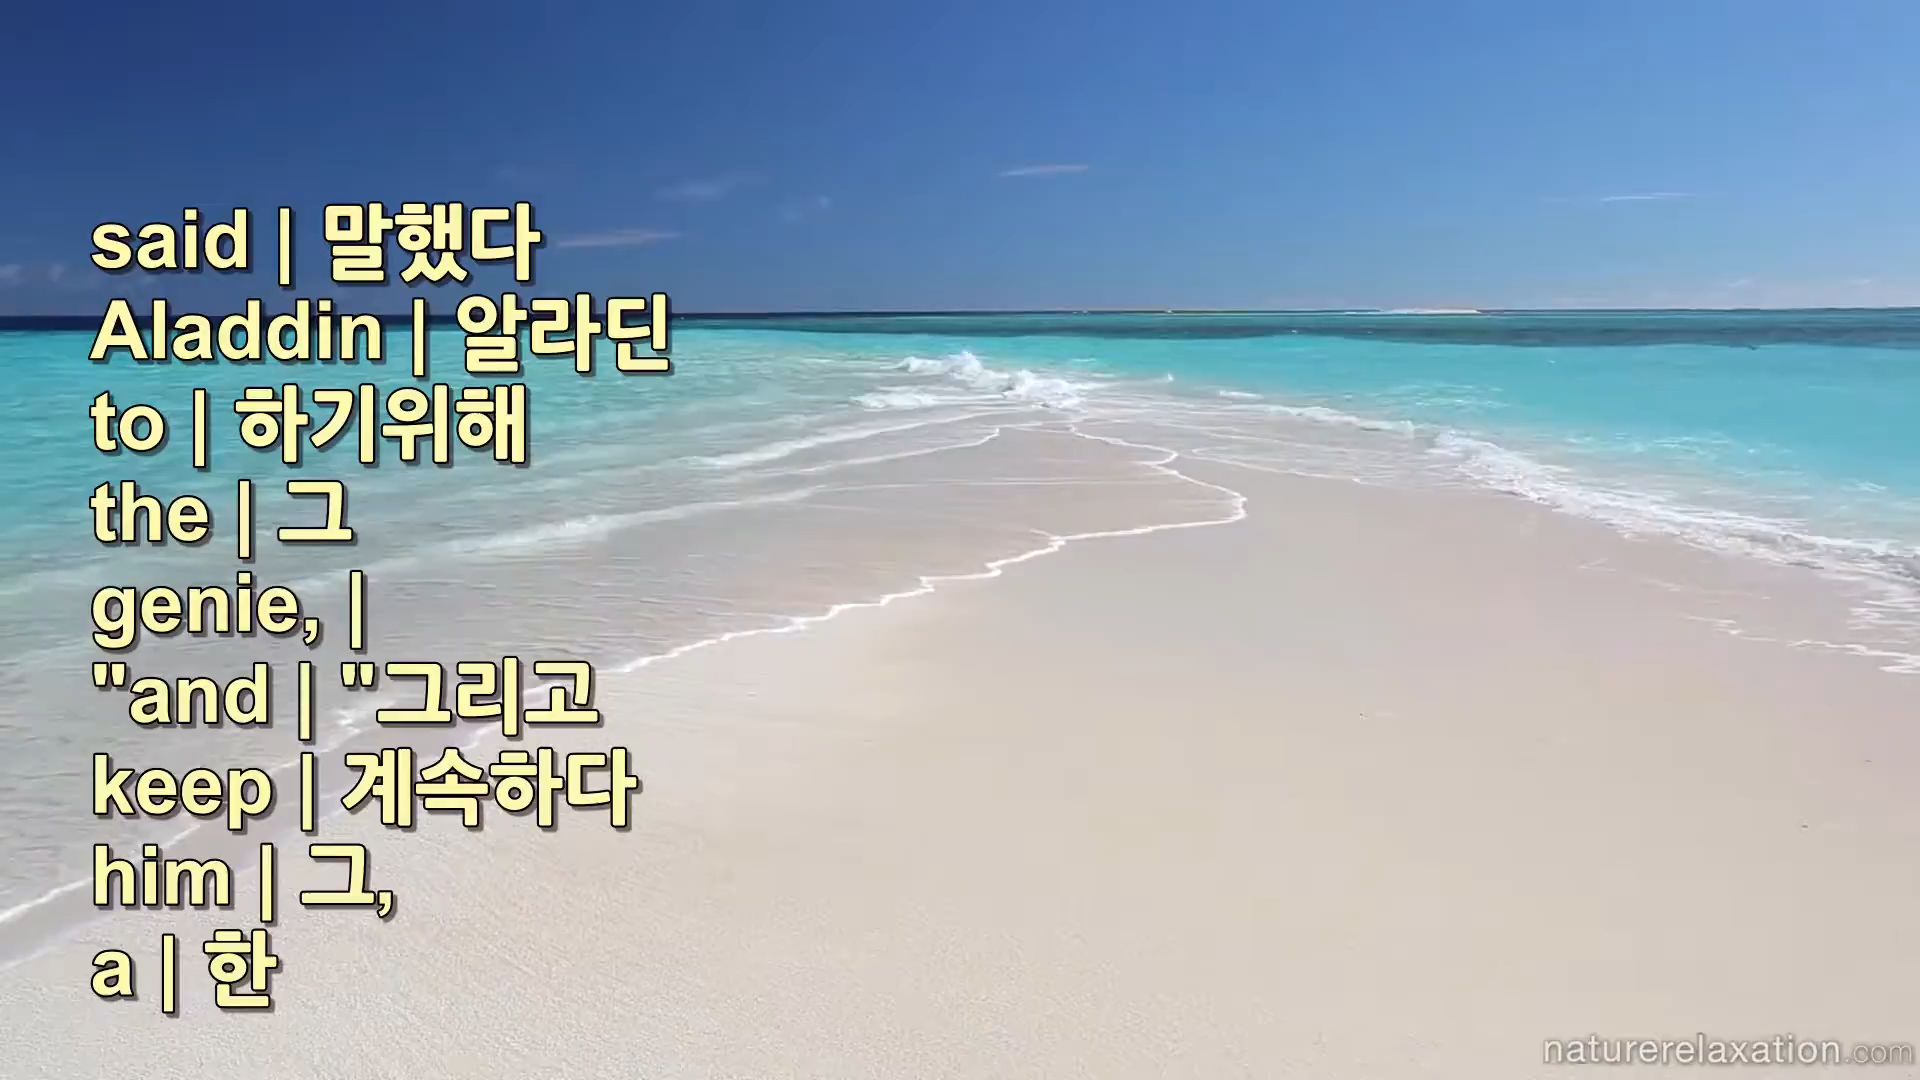 said | 말했다
Aladdin | 알라딘
to | 하기위해
the | 그
genie, |
"and | "그리고
keep | 계속하다
him | 그,
a | 한
naturerelaxation.com